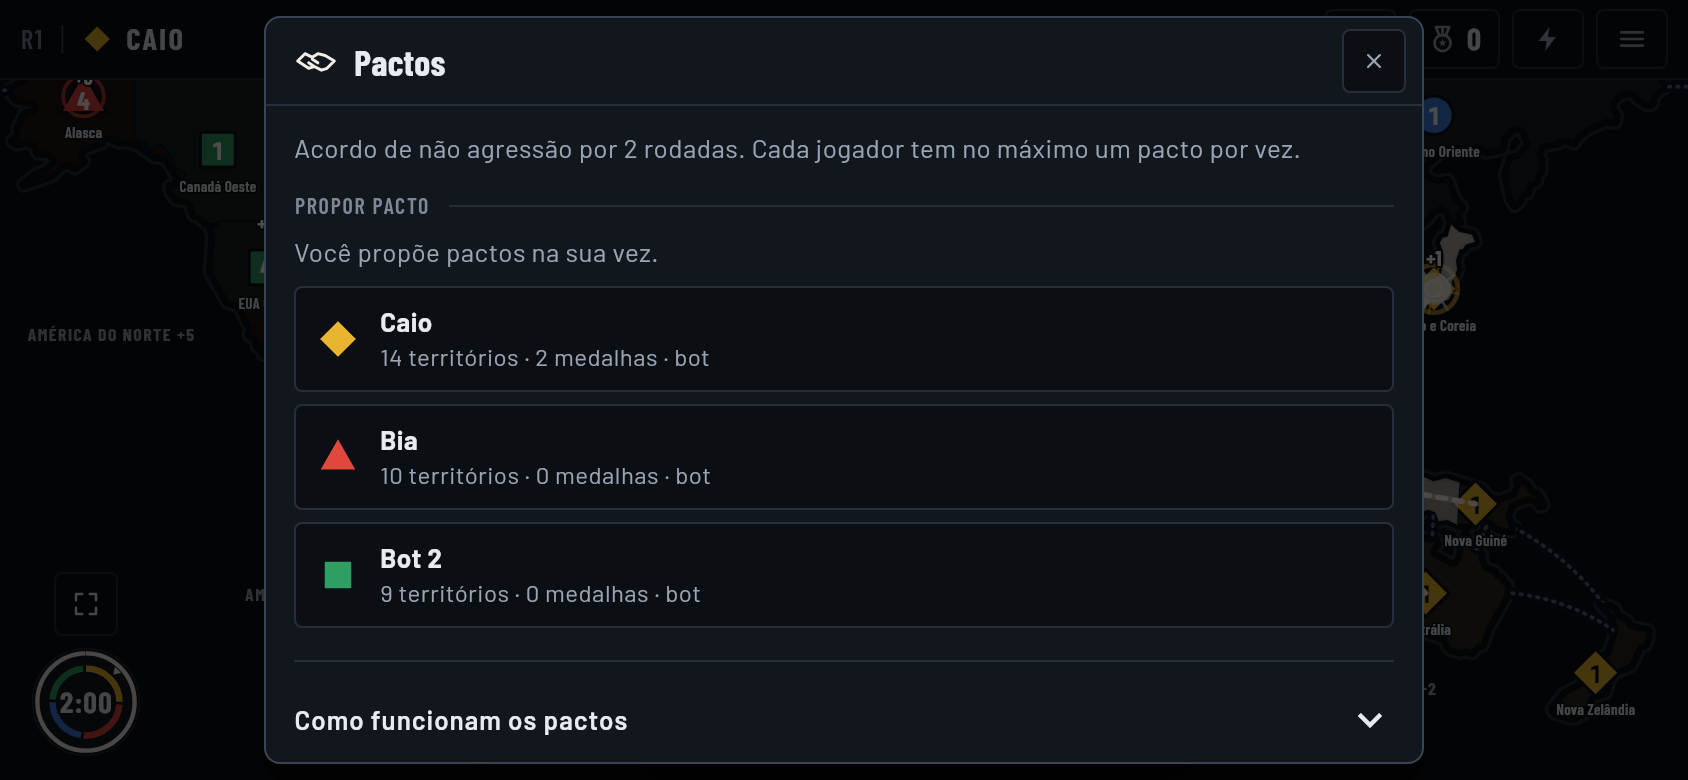 R1
CAIO
Pactos
0
Acordo de não agressão por 2 rodadas. Cada jogador tem no máximo um pacto por vez.
PROPOR PACTO
Você propõe pactos na sua vez.
Caio
14 territórios · 2 medalhas · bot
Bia
10 territórios · 0 medalhas · bot
Bot 2
9 territórios · 0 medalhas · bot
Como funcionam os pactos
4
Alasca
1
Canadá Oeste
EUA
AMÉRICA DO NORTE +5
2:00
1
Oriente
+1
e Coreia
1
Nova Guiné
1
Nova Zelândia